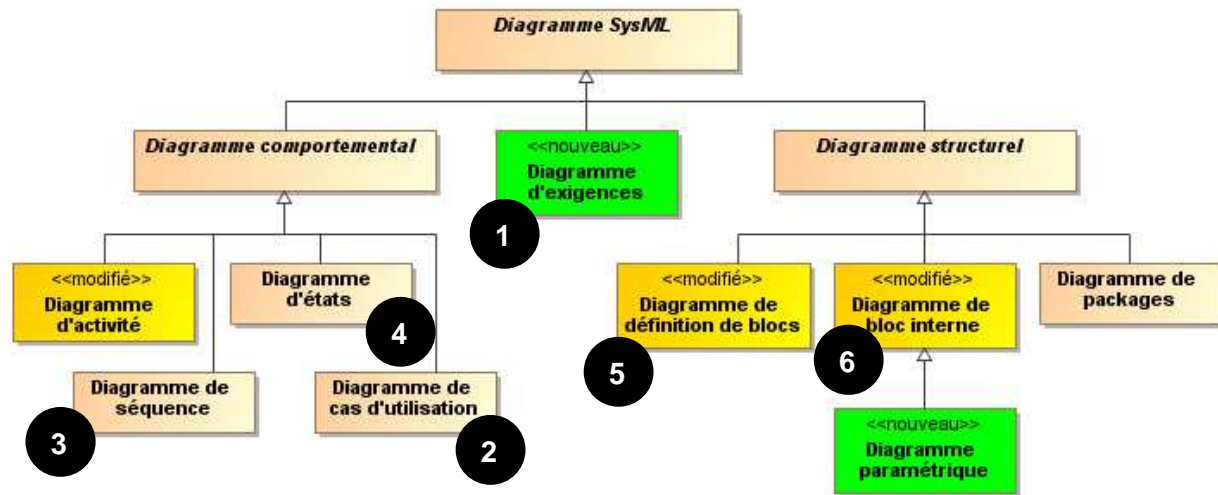 Diagramme SysML
Diagramme comportemental
<<nouveau>>
Diagramme
d'exigences
1
Diagramme structurel
<<modifié>>
Diagramme
d'activité
Diagramme
d'états
4
<<modifié>>
Diagramme de
définition de blocs
5
<<modifié>>
Diagramme de
bloc interne
6
Diagramme de
packages
Diagramme de
séquence
3
Diagramme de
cas d'utilisation
2
<<nouveau>>
Diagramme
paramétrique